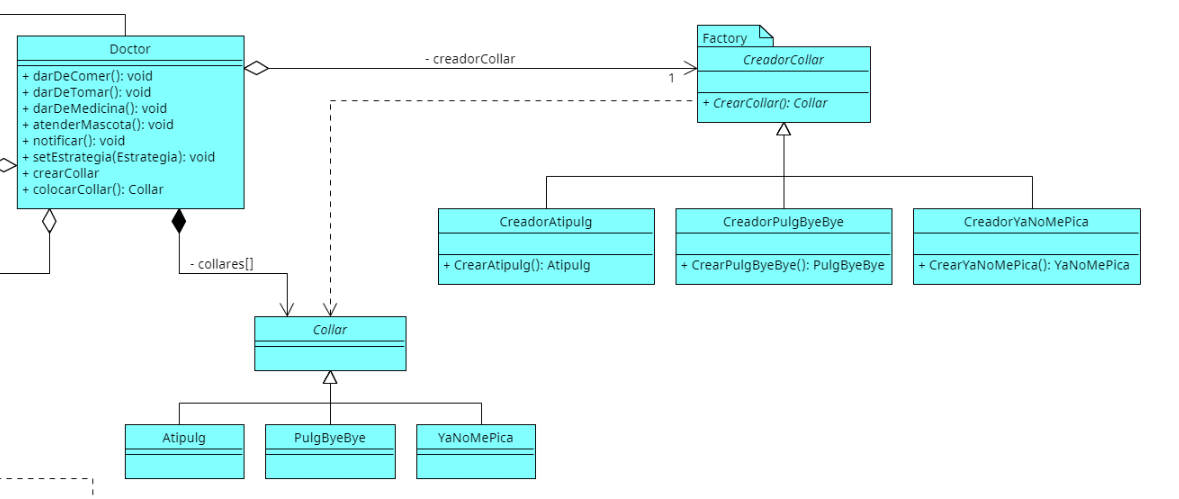 Doctor
+ darDeComer(): void
+ darDeTomar(): void
+ darDeMedicina(): void
+ atenderMascota(): void
+ notificar(): void
+ setEstrategia(Estrategia): void
+ crearCollar
+ colocarCollar(): Collar
- creadorCollar
1
Factory
CreadorCollar
+ CrearCollar(): Collar
CreadorAtipulg
+ CrearAtipulg(): Atipulg
CreadorPulgByeBye
+ CrearPulgByeBye(): PulgByeBye
CreadorYaNoMePica
+ CrearYaNoMePica(): YaNoMePica
- collares[]
Collar
Atipulg
PulgByeBye
YaNoMePica